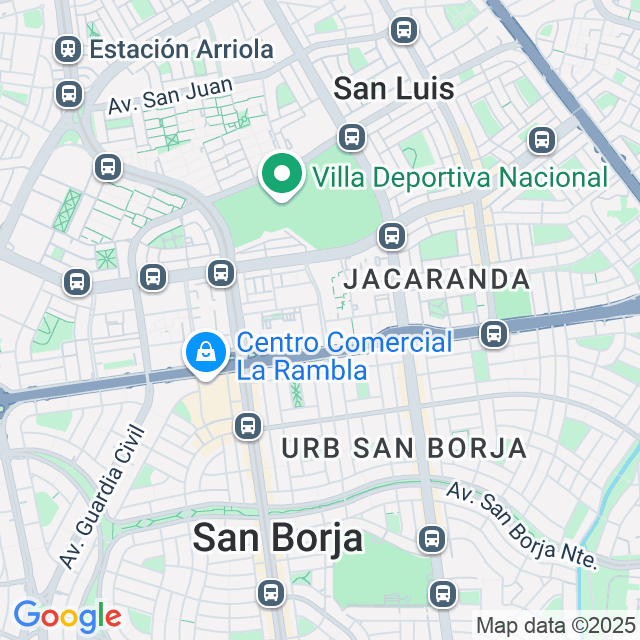 Estación Arriola
Av. San Juan
San Luis
Villa Deportiva Nacional
JACARANDA
Centro Comercial
La Rambla
URB SAN BORJA
Av. Guardia Civil
Av. San Borja Nte.
San Borja
Google
Map data ©2025